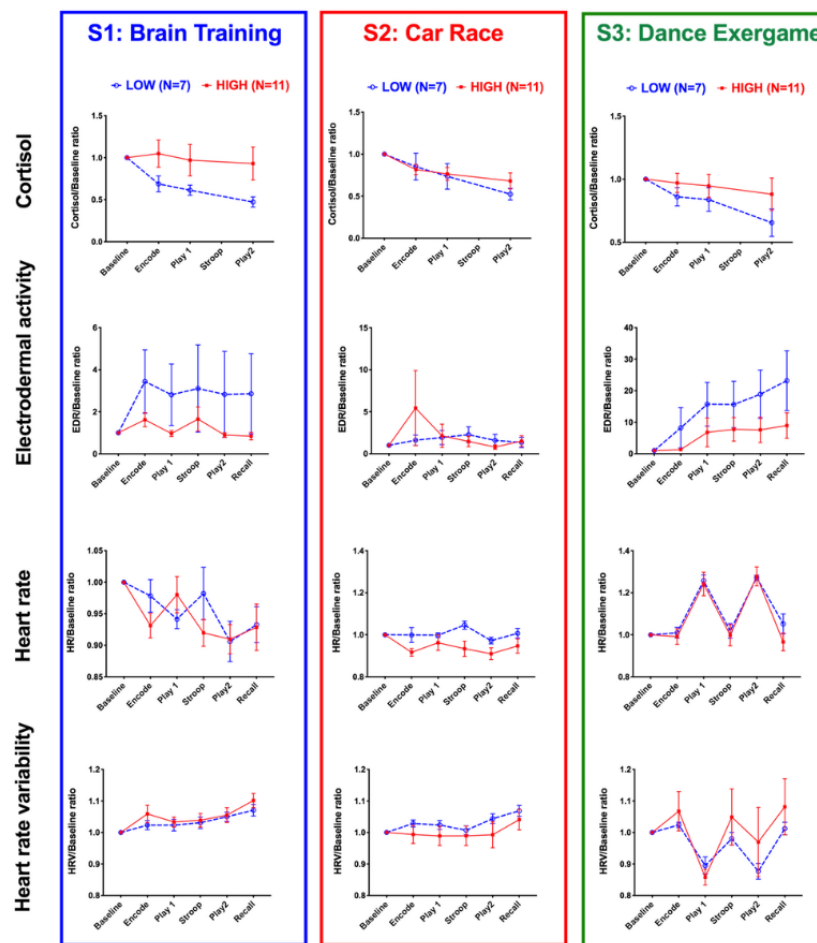 S1: Brain Training
S2: Car Race
S3: Dance Exergame
LOW (N=7) HIGH (N=11)
LOW (N=7) HIGH (N=11)
LOW (N=7) HIGH (N=11)
Cortisol
Cortisol/Baseline ratio
1.5
1.0
0.5
0.0
Baseline Encode Play 1 Stroop Play2
Cortisol/Baseline ratio
1.5
1.0
0.5
0.0
Baseline Encode Play 1 Stroop Play2
Cortisol/Baseline ratio
1.5
1.0
0.5
Baseline Encode Play 1 Stroop Play2
Electrodermal activity
EDR/Baseline ratio
6
4
2
0
Baseline Encode Play 1 Stroop Play2 Recall
EDR/Baseline ratio
15
10
5
0
Baseline Encode Play 1 Stroop Play2 Recall
EDR/Baseline ratio
40
30
20
10
0
Baseline Encode Play 1 Stroop Play2 Recall
Heart rate
HR/Baseline ratio
1.05
1.00
0.95
0.90
0.85
Baseline Encode Play 1 Stroop Play2 Recall
HR/Baseline ratio
1.4
1.2
1.0
0.8
Baseline Encode Play 1 Stroop Play2 Recall
HR/Baseline ratio
1.4
1.2
1.0
0.8
Baseline Encode Play 1 Stroop Play2 Recall
Heart rate variability
HRV/Baseline ratio
1.2
1.1
1.0
0.9
0.8
Baseline Encode Play 1 Stroop Play2 Recall
HRV/Baseline ratio
1.2
1.1
1.0
0.9
0.8
Baseline Encode Play 1 Stroop Play2 Recall
HRV/Baseline ratio
1.2
1.1
1.0
0.9
0.8
Baseline Encode Play 1 Stroop Play2 Recall